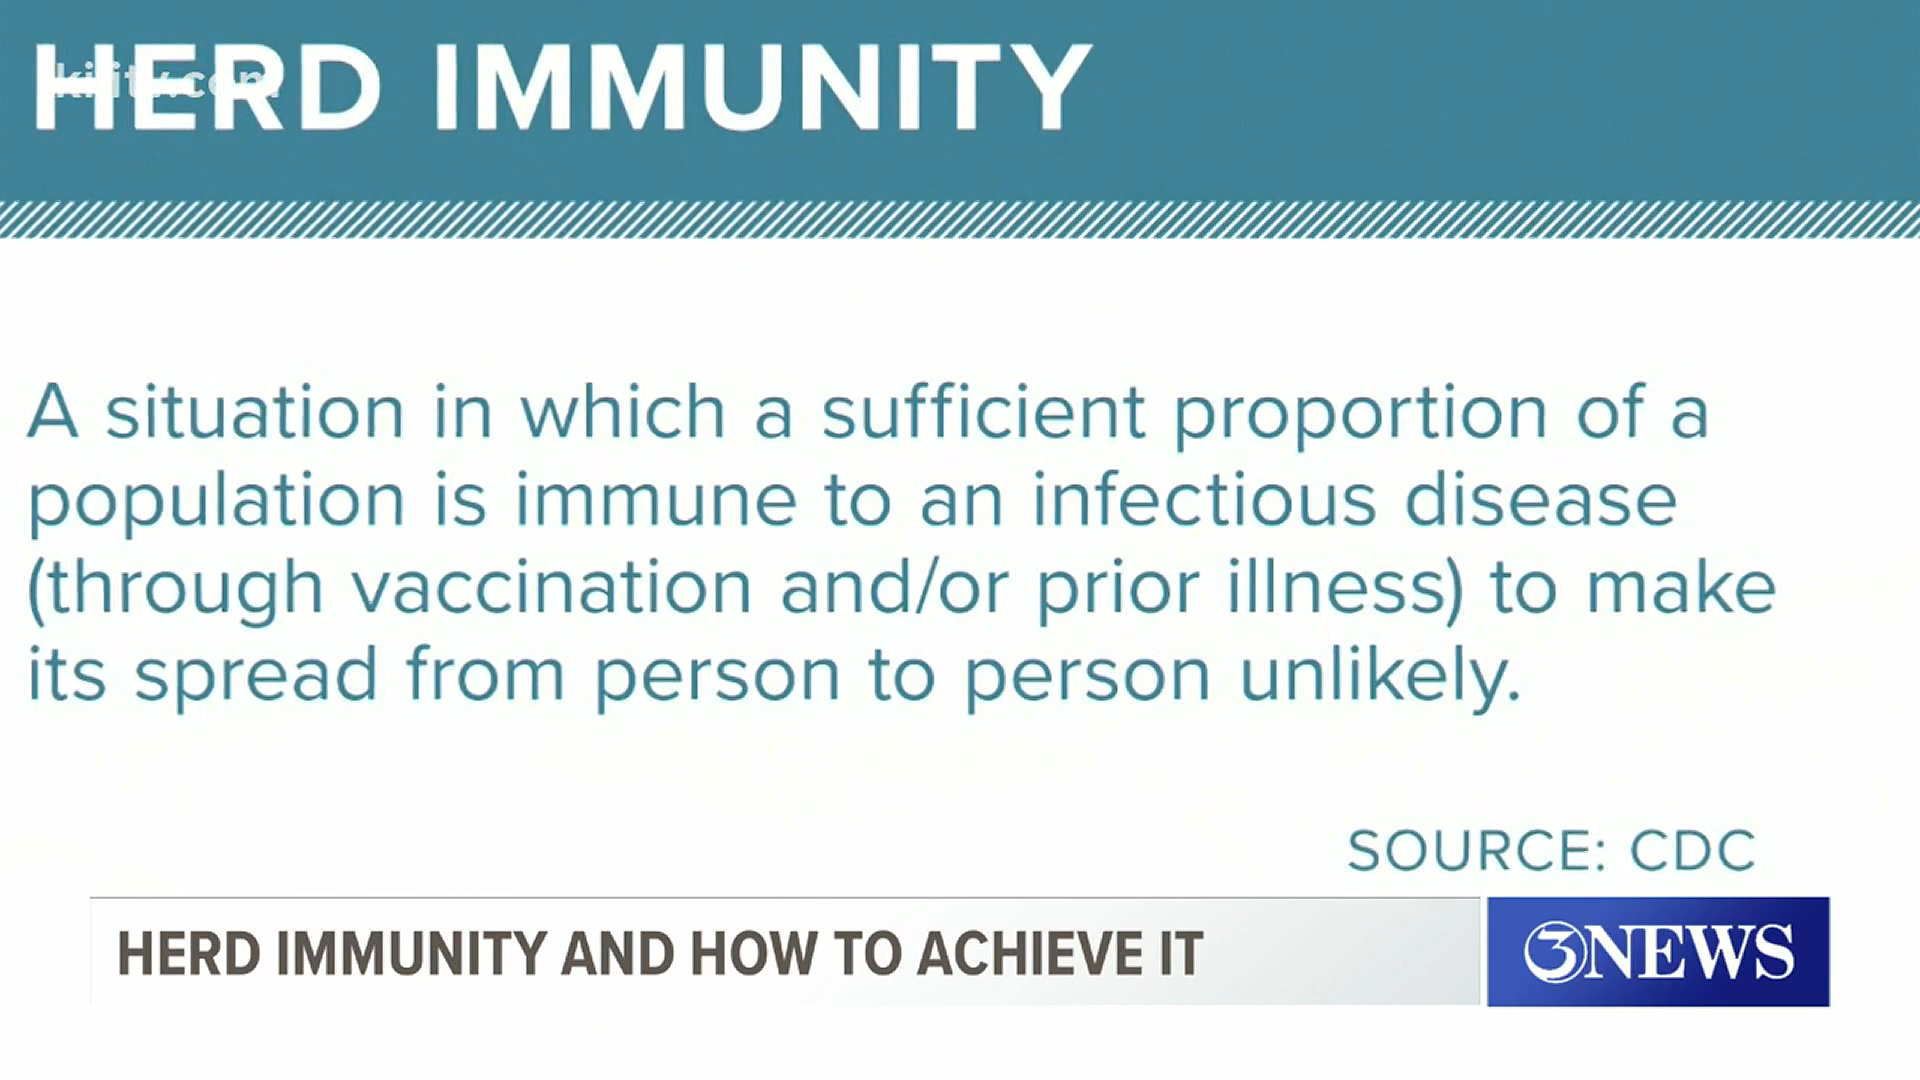 HERD IMMUNITY
kiiitv.com
A situation in which a sufficient proportion of a
population is immune to an infectious disease
(through vaccination and/or prior illness) to make
its spread from person to person unlikely.
SOURCE: CDC
HERD IMMUNITY AND HOW TO ACHIEVE IT
3NEWS